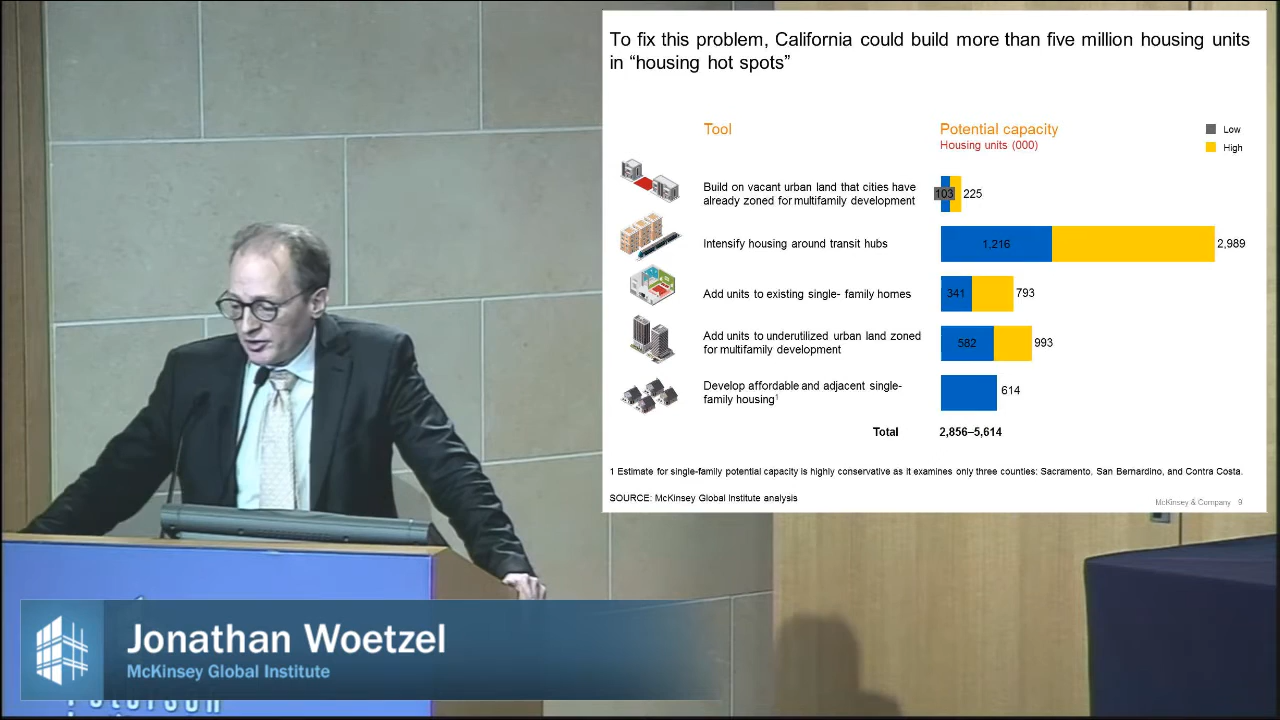 To fix this problem, California could build more than five million housing units
in “housing hot spots”
Tool
Potential capacity
Housing units (000)
Low
High
Build on vacant urban land that cities have
already zoned for multifamily development
103
225
Intensify housing around transit hubs
1,216
2,989
Add units to existing single- family homes
341
793
Add units to underutilized urban land zoned
for multifamily development
582
993
Develop affordable and adjacent single-
family housing¹
614
Total
2,856–5,614
1 Estimate for single-family potential capacity is highly conservative as it examines only three counties: Sacramento, San Bernardino, and Contra Costa.
SOURCE: McKinsey Global Institute analysis
McKinsey & Company 9
Jonathan Woetzel
McKinsey Global Institute